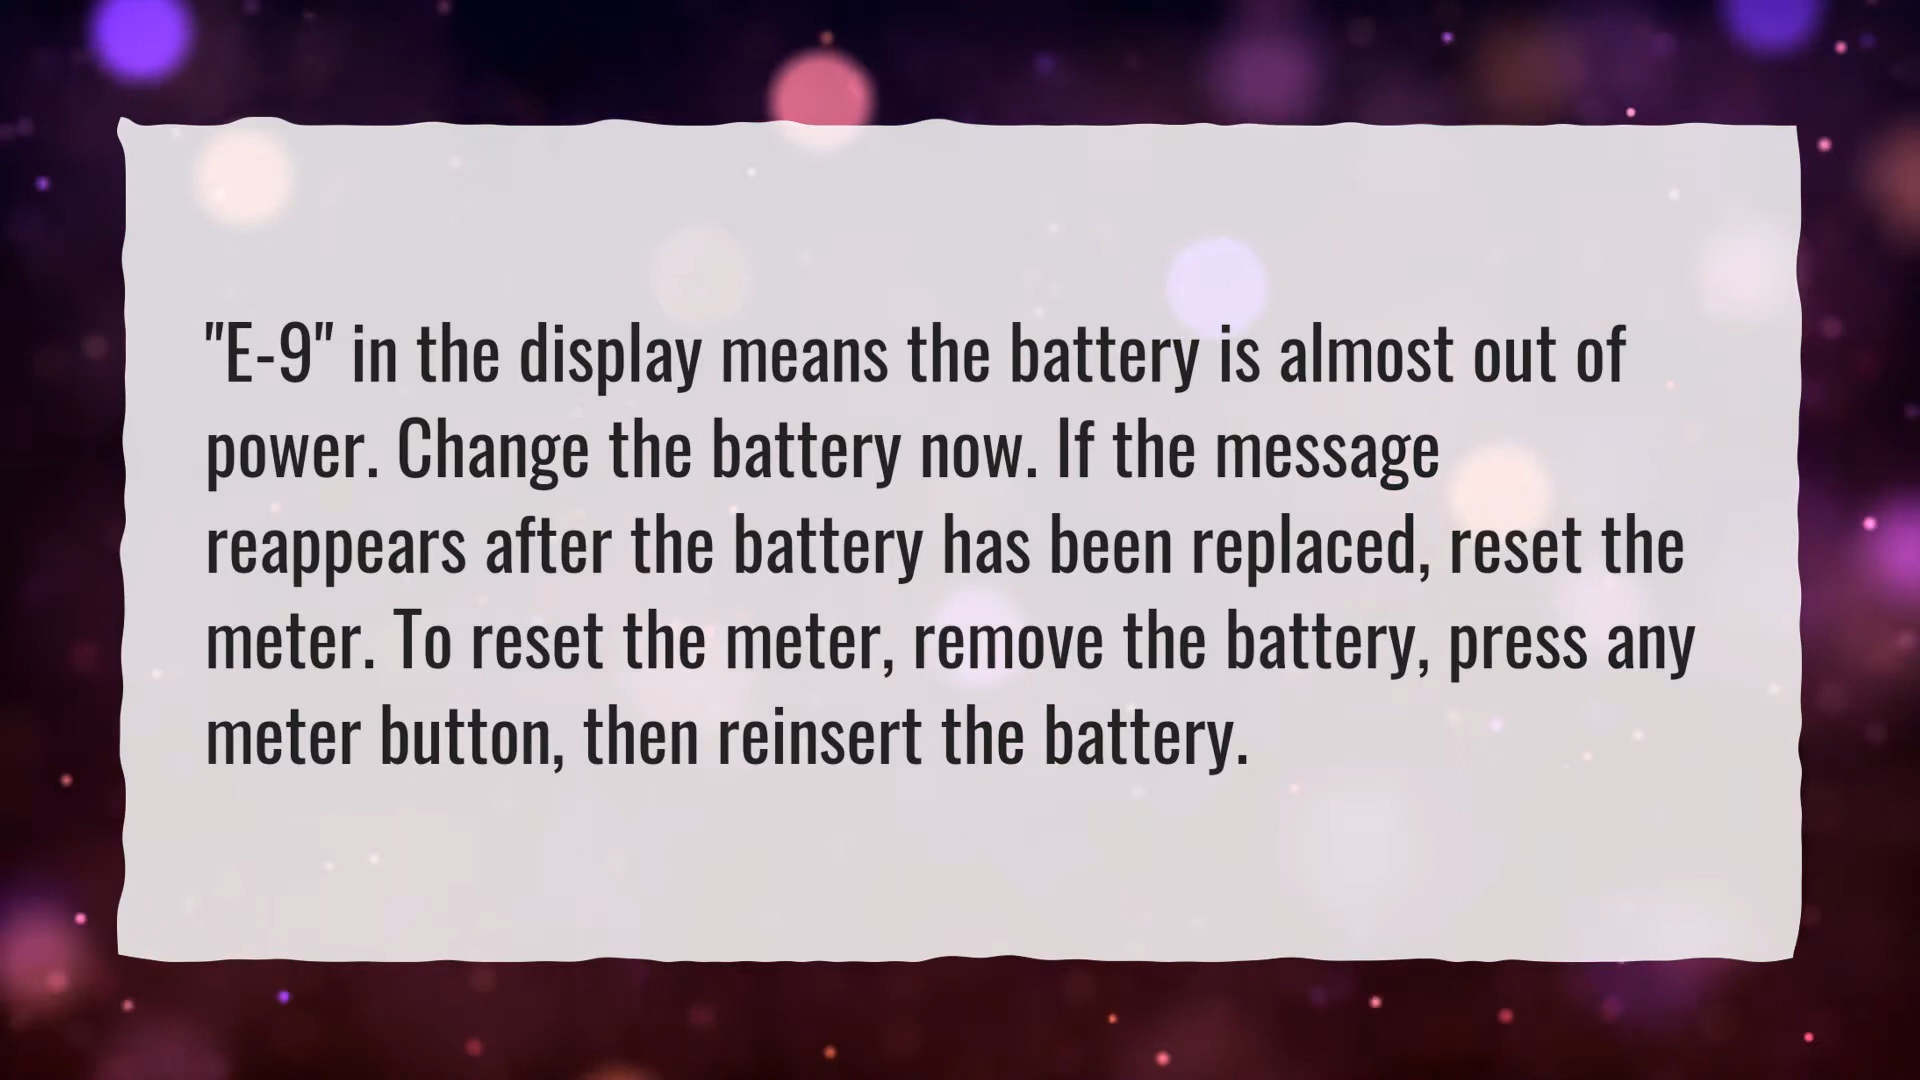 "E-9" in the display means the battery is almost out of
power. Change the battery now. If the message
reappears after the battery has been replaced, reset the
meter. To reset the meter, remove the battery, press any
meter button, then reinsert the battery.